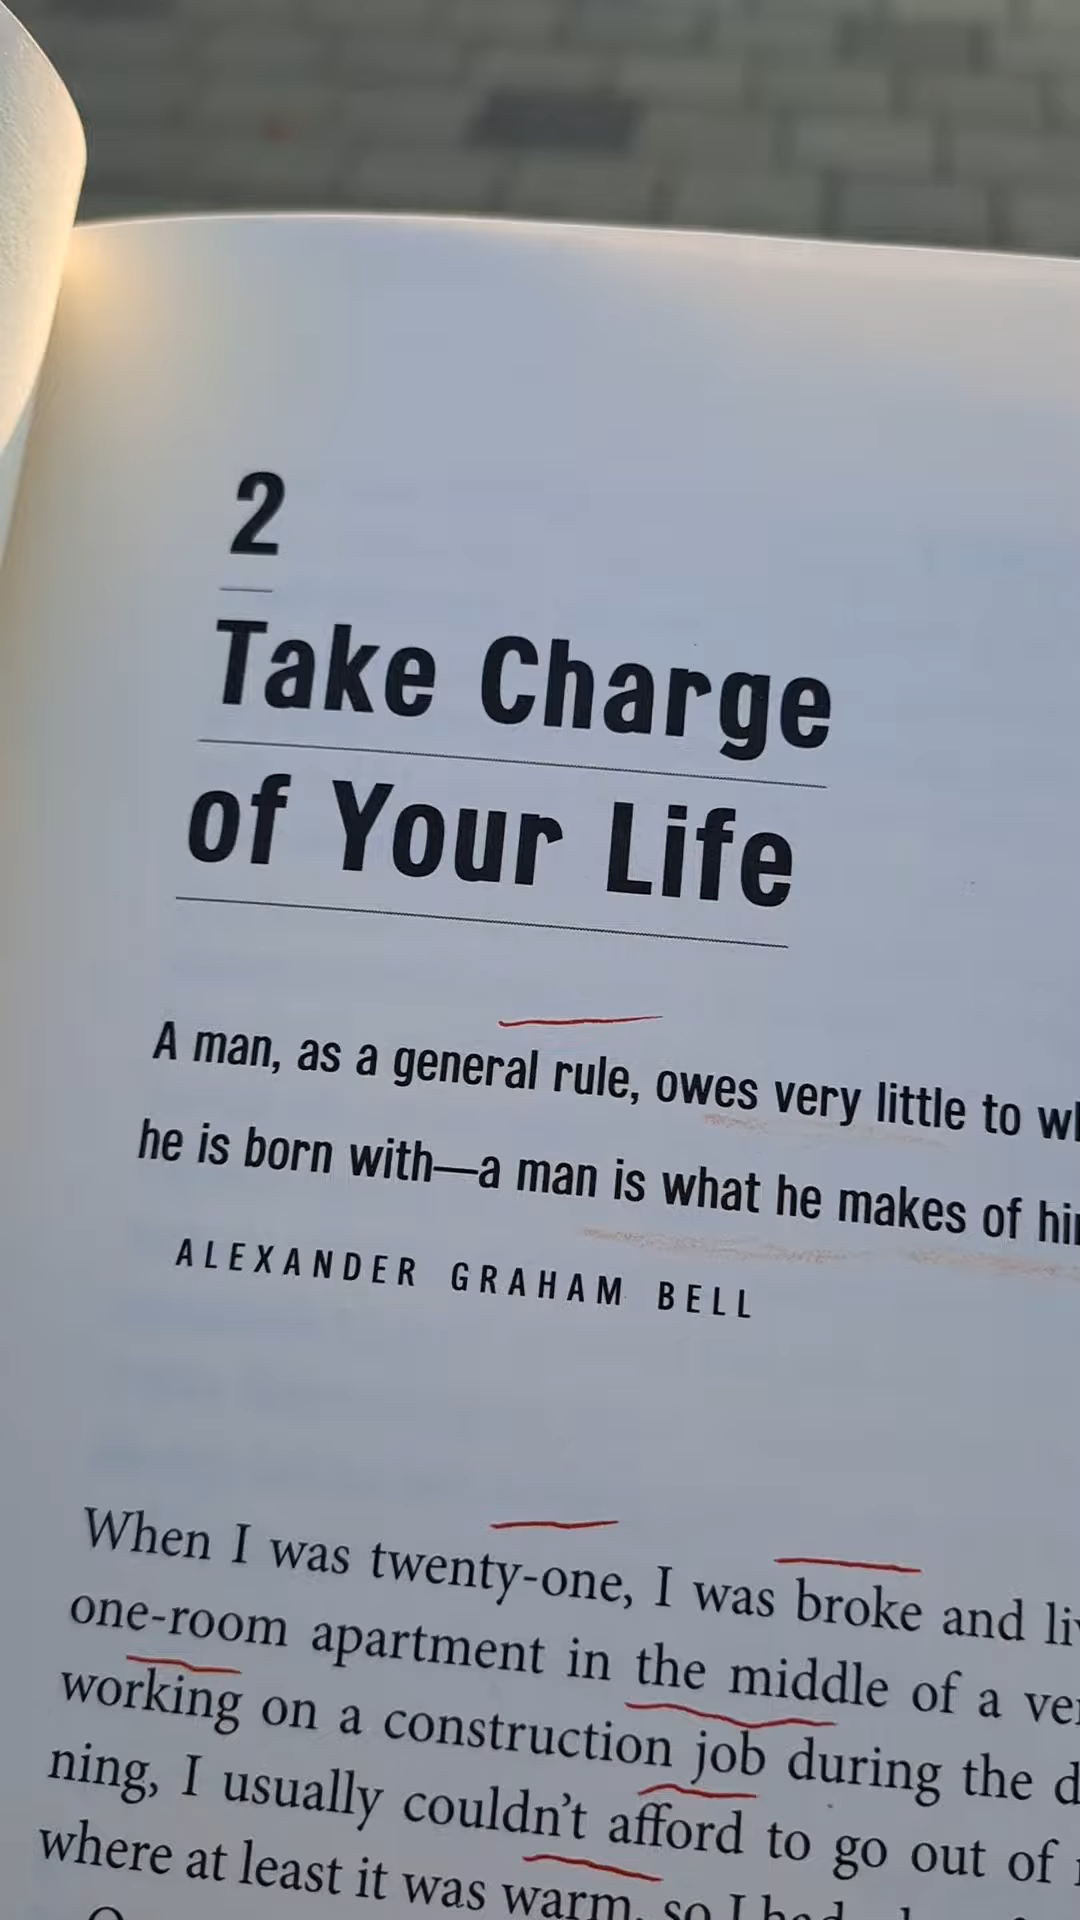 2
Take Charge
of Your Life
A man, as a general rule, owes very little to
he is born with—a man is what he makes of
ALEXANDER GRAHAM BELL
When I was twenty-one, I was broke and
one-room apartment in the middle of a
working on a construction job during the
ning, I usually couldn't afford to go out of
where at least it was warm, so I had